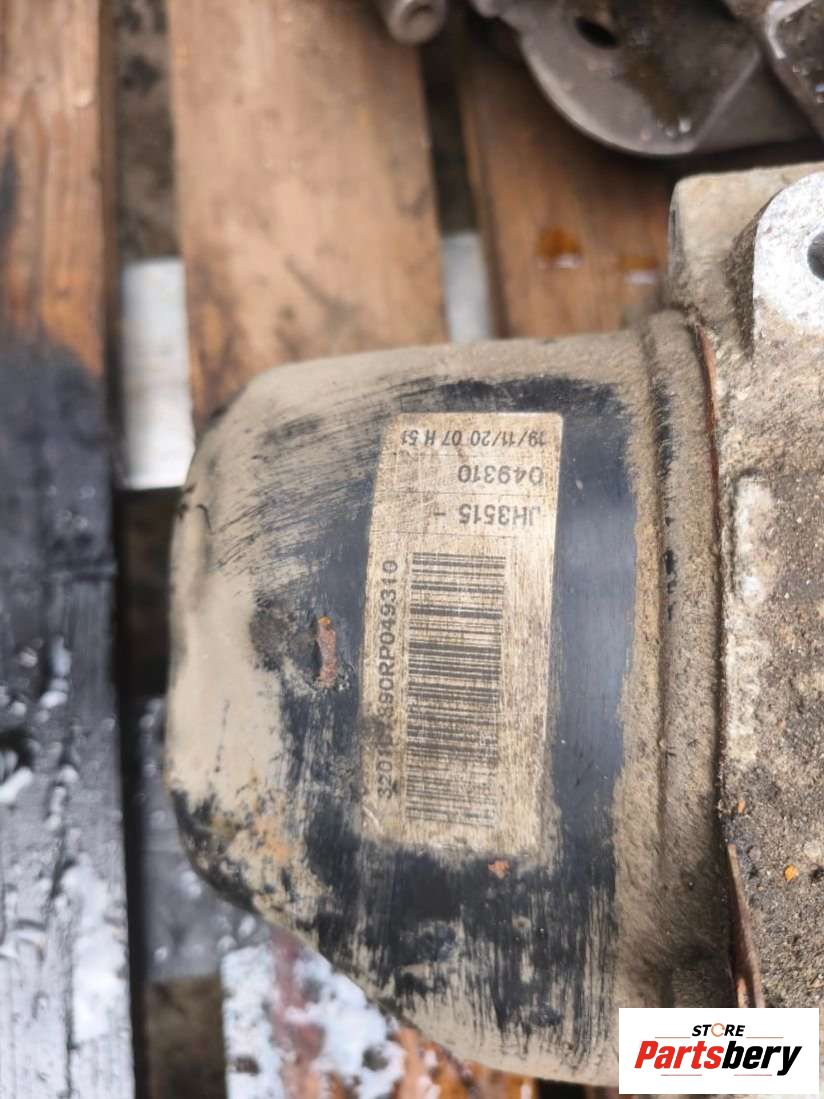 19/11/20 07 H 51
049310
JH3515 -
STORE
Partsbery